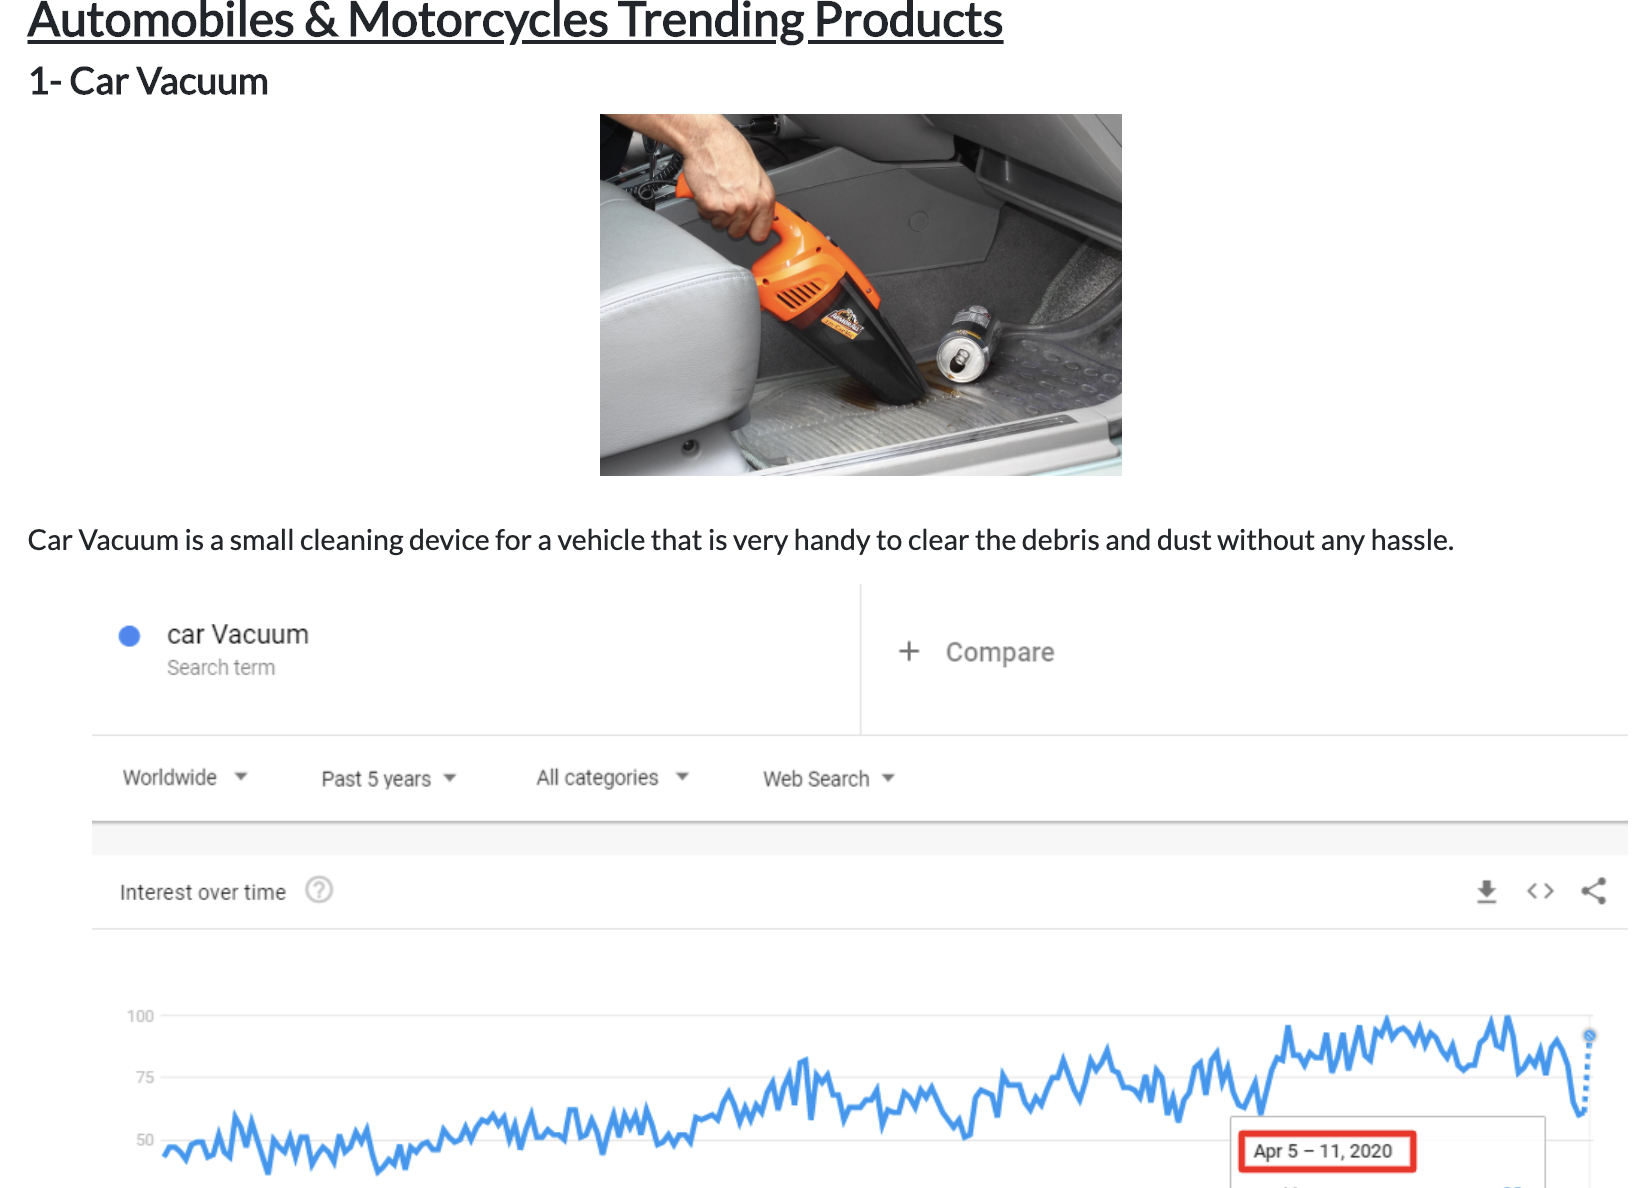 Automobiles & Motorcycles Trending Products
1- Car Vacuum
Car Vacuum is a small cleaning device for a vehicle that is very handy to clear the debris and dust without any hassle.
car Vacuum
Search term
+ Compare
Worldwide Past 5 years All categories Web Search
Interest over time ?
100
75
50
Apr 5 – 11, 2020